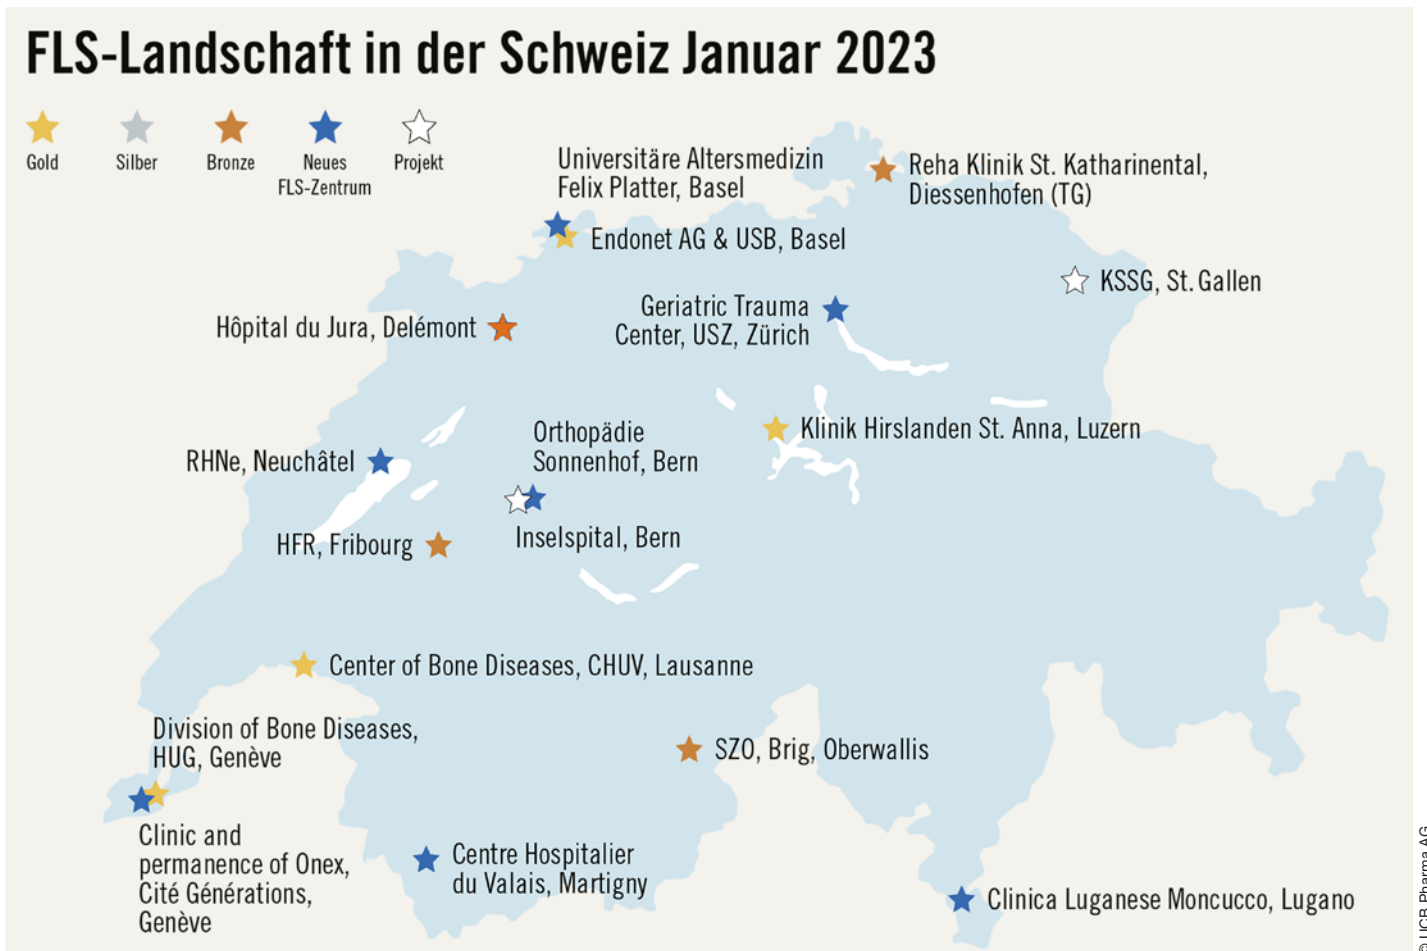 FLS-Landschaft in der Schweiz Januar 2023
Gold
Silber
Bronze
Neues
FLS-Zentrum
Projekt
Universitäre Altersmedizin
Felix Platter, Basel
Reha Klinik St. Katharinental,
Diessenhofen (TG)
Endonet AG & USB, Basel
KSSG, St. Gallen
Geriatric Trauma
Center, USZ, Zürich
Hôpital du Jura, Delémont
Klinik Hirslanden St. Anna, Luzern
Orthopädie
Sonnenhof, Bern
RHNe, Neuchâtel
Inselspital, Bern
HFR, Fribourg
Center of Bone Diseases, CHUV, Lausanne
Division of Bone Diseases,
HUG, Genève
SZO, Brig, Oberwallis
Clinic and
permanence of Onex,
Cité Générations,
Genève
Centre Hospitalier
du Valais, Martigny
Clinica Luganese Moncucco, Lugano
© UCB Pharma AG